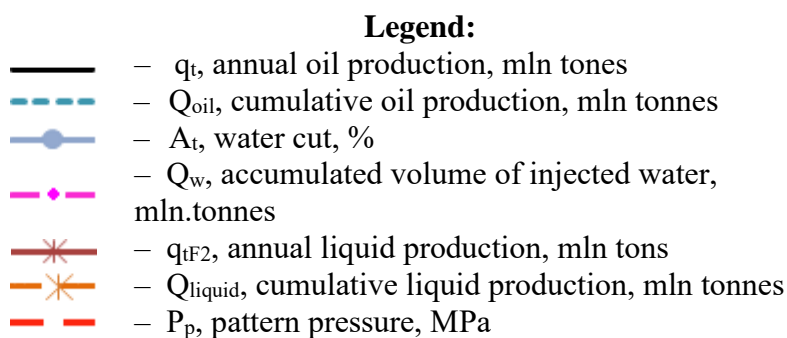 Legend:
– qt, annual oil production, mln tones
– Qoil, cumulative oil production, mln tonnes
– At, water cut, %
– Qw, accumulated volume of injected water,
mln.tonnes
– qtF2, annual liquid production, mln tons
– Qliquid, cumulative liquid production, mln tonnes
– Pp, pattern pressure, MPa